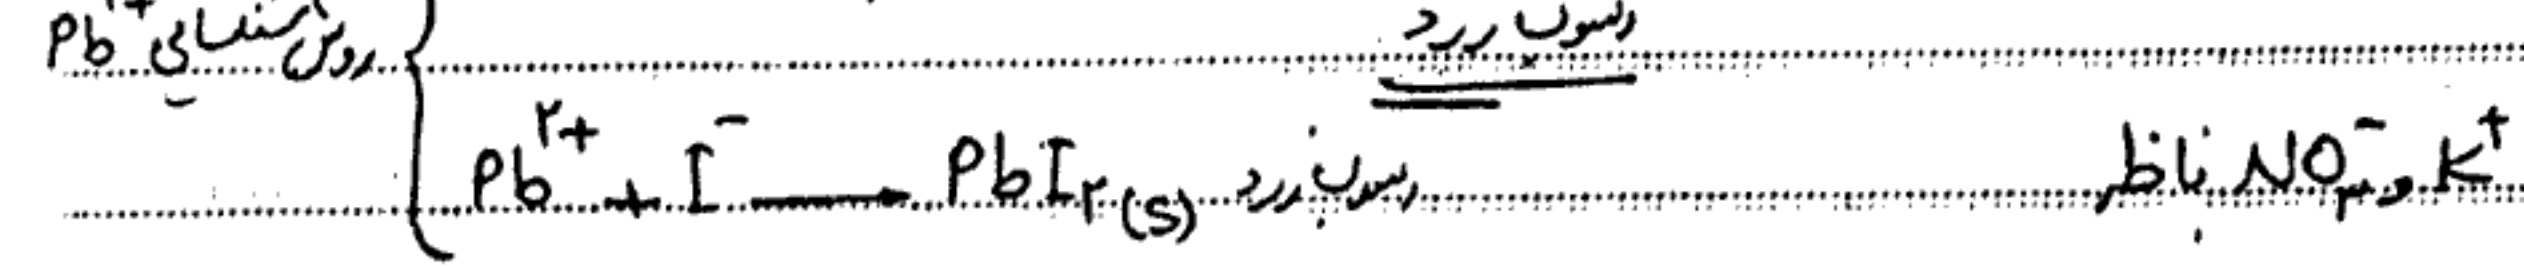 روش شناسایی Pb²⁺ { رسوب زرد
Pb²⁺ + I⁻ → PbI₂(s) رسوب زرد K⁺ و NO₃⁻ ناظر